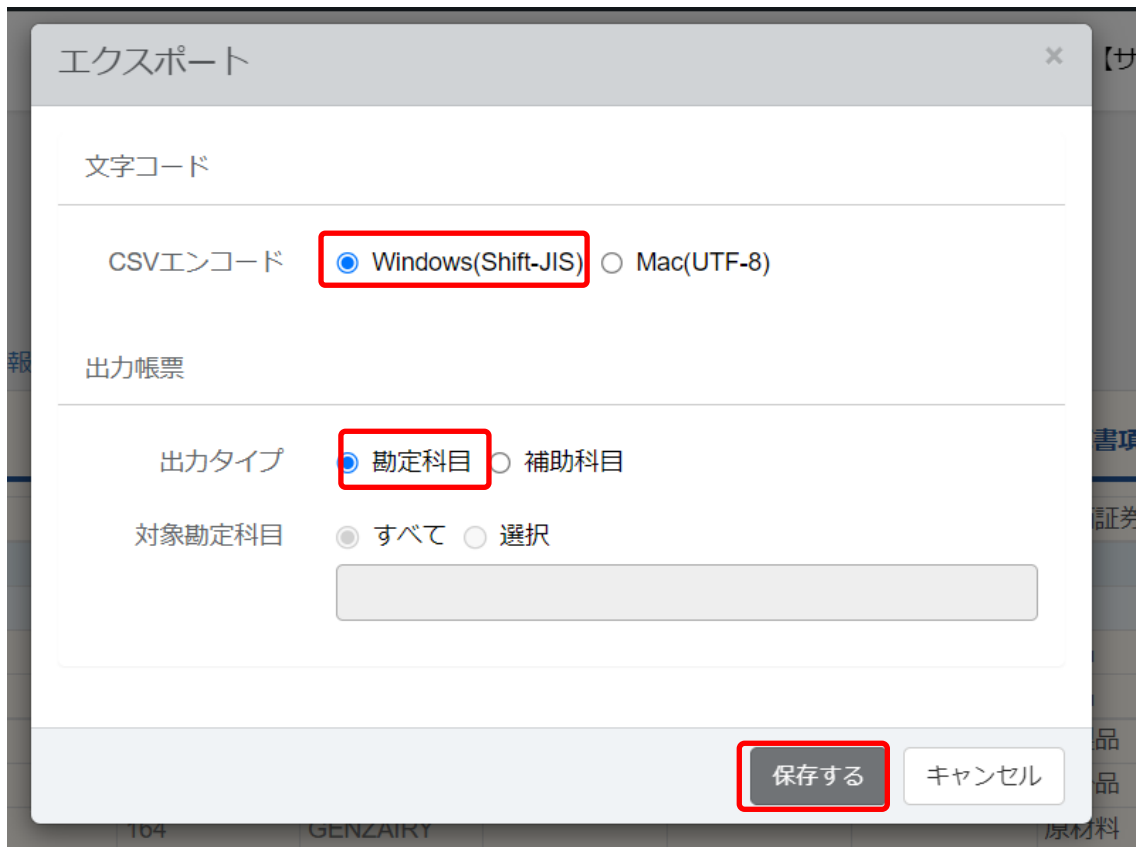 エクスポート ×
【サ
文字コード
CSVエンコード Windows(Shift-JIS) Mac(UTF-8)
報
出力帳票
書項
出力タイプ 勘定科目 補助科目
証券
対象勘定科目 すべて 選択
品
保存する キャンセル
品
164 GENZAIRY 原材料